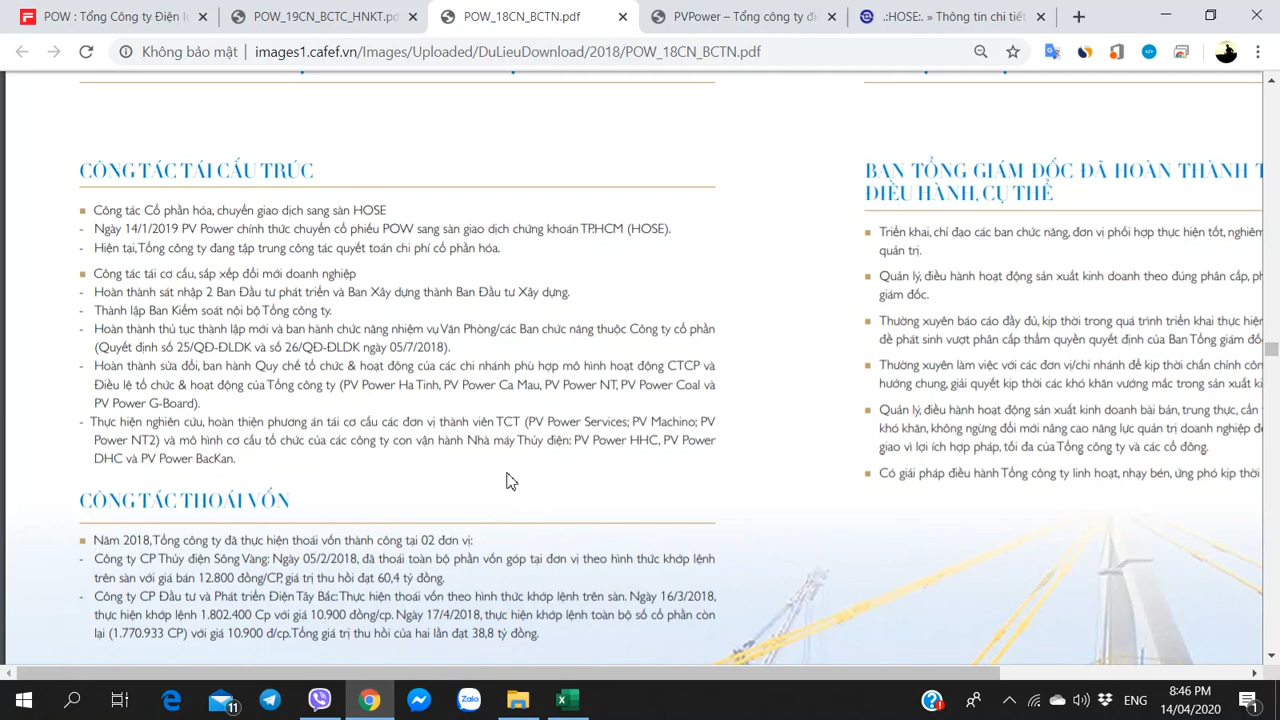 POW : Tổng Công ty Điện l
POW_19CN_BCTC_HNKT.pd
POW_18CN_BCTN.pdf
PVPower – Tổng công ty đi
.:HOSE:. » Thông tin chi tiết
Không bảo mật
images1.cafef.vn/Images/Uploaded/DuLieuDownload/2018/POW_18CN_BCTN.pdf
CÔNG TÁC TÁI CẤU TRÚC
Công tác Cổ phần hóa, chuyển giao dịch sang sàn HOSE
- Ngày 14/1/2019 PV Power chính thức chuyển cổ phiếu POW sang sàn giao dịch chứng khoán TP.HCM (HOSE).
- Hiện tại, Tổng công ty đang tập trung công tác quyết toán chi phí cổ phần hóa.
Công tác tái cơ cấu, sắp xếp đổi mới doanh nghiệp
- Hoàn thành sát nhập 2 Ban Đầu tư phát triển và Ban Xây dựng thành Ban Đầu tư Xây dựng.
- Thành lập Ban Kiểm soát nội bộ Tổng công ty.
- Hoàn thành thủ tục thành lập mới và ban hành chức năng nhiệm vụ Văn Phòng/các Ban chức năng thuộc Công ty cổ phần
(Quyết định số 25/QĐ-ĐLDK và số 26/QĐ-ĐLDK ngày 05/7/2018).
- Hoàn thành sửa đổi, ban hành Quy chế tổ chức & hoạt động của các chi nhánh phù hợp mô hình hoạt động CTCP và
Điều lệ tổ chức & hoạt động của Tổng công ty (PV Power Hà Tĩnh, PV Power Ca Mau, PV Power NT, PV Power Coal và
PV Power G-Board).
- Thực hiện nghiên cứu, hoàn thiện phương án tái cơ cấu các đơn vị thành viên TCT (PV Power Services; PV Machino; PV
Power NT2) và mô hình cơ cấu tổ chức của các công ty con vận hành Nhà máy Thủy điện: PV Power HHC, PV Power
DHC và PV Power BacKan.
CÔNG TÁC THOÁI VỐN
Năm 2018, Tổng công ty đã thực hiện thoái vốn thành công tại 02 đơn vị:
- Công ty CP Thủy điện Sông Vàng: Ngày 05/2/2018, đã thoái toàn bộ phần vốn góp tại đơn vị theo hình thức khớp lệnh
trên sàn với giá bán 12.800 đồng/CP, giá trị thu hồi đạt 60,4 tỷ đồng.
- Công ty CP Đầu tư và Phát triển Điện Tây Bắc: Thực hiện thoái vốn theo hình thức khớp lệnh trên sàn. Ngày 16/3/2018,
thực hiện khớp lệnh 1.802.400 Cp với giá 10.900 đồng/cp. Ngày 17/4/2018, thực hiện khớp lệnh toàn bộ số cổ phần còn
lại (1.770.933 CP) với giá 10.900 đ/cp. Tổng giá trị thu hồi của hai lần đạt 38,8 tỷ đồng.
BAN TỔNG GIÁM ĐỐC ĐÃ HOÀN THÀNH T
ĐIỀU HÀNH, CỤ THỂ
Triển khai, chỉ đạo các ban chức năng, đơn vị phối hợp thực hiện tốt, nghiêm
quản trị.
Quản lý, điều hành hoạt động sản xuất kinh doanh theo đúng phân cấp, ph
giám đốc.
Thường xuyên báo cáo đầy đủ, kịp thời trong quá trình triển khai thực hiện
đề phát sinh vượt phân cấp thẩm quyền quyết định của Ban Tổng giám đố
Thường xuyên làm việc với các đơn vị/chi nhánh để kịp thời chấn chỉnh côn
hướng chung, giải quyết kịp thời các khó khăn vướng mắc trong sản xuất ki
Quản lý, điều hành hoạt động sản xuất kinh doanh bài bản, trung thực, cẩn
khó khăn, không ngừng đổi mới nâng cao năng lực quản trị doanh nghiệp để
giao vì lợi ích hợp pháp, tối đa của Tổng công ty và các cổ đông.
Có giải pháp điều hành Tổng công ty linh hoạt, nhạy bén, ứng phó kịp thời
11
Zalo
ENG
8:46 PM
14/04/2020
1